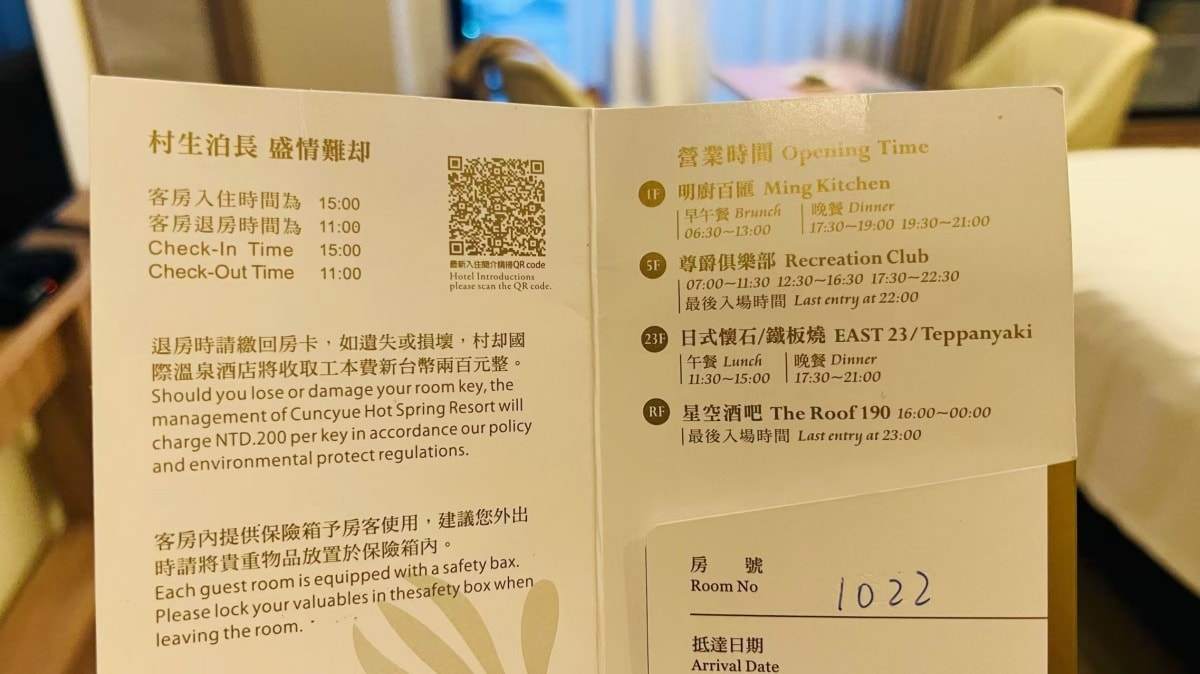 村生泊長 盛情難却
客房入住時間為 15:00
客房退房時間為 11:00
Check-In Time 15:00
Check-Out Time 11:00
最新入住簡介請掃QR code
Hotel Introductions
please scan the QR code.
退房時請繳回房卡，如遺失或損壞，村却國
際溫泉酒店將收取工本費新台幣兩百元整。
Should you lose or damage your room key, the
management of Cuncyue Hot Spring Resort will
charge NTD.200 per key in accordance our policy
and environmental protect regulations.
客房內提供保險箱予房客使用，建議您外出
時請將貴重物品放置於保險箱內。
Each guest room is equipped with a safety bax.
Please lock your valuables in thesafety box when
leaving the room.
營業時間 Opening Time
1F 明廚百匯 Ming Kitchen
早午餐 Brunch 晚餐 Dinner
06:30~13:00 17:30~19:00 19:30~21:00
5F 尊爵俱樂部 Recreation Club
07:00~11:30 12:30~16:30 17:30~22:30
最後入場時間 Last entry at 22:00
23F 日式懷石/鐵板燒 EAST 23/Teppanyaki
午餐 Lunch 晚餐 Dinner
11:30~15:00 17:30~21:00
RF 星空酒吧 The Roof 190 16:00~00:00
最後入場時間 Last entry at 23:00
房 號
Room No 1022
抵達日期
Arrival Date